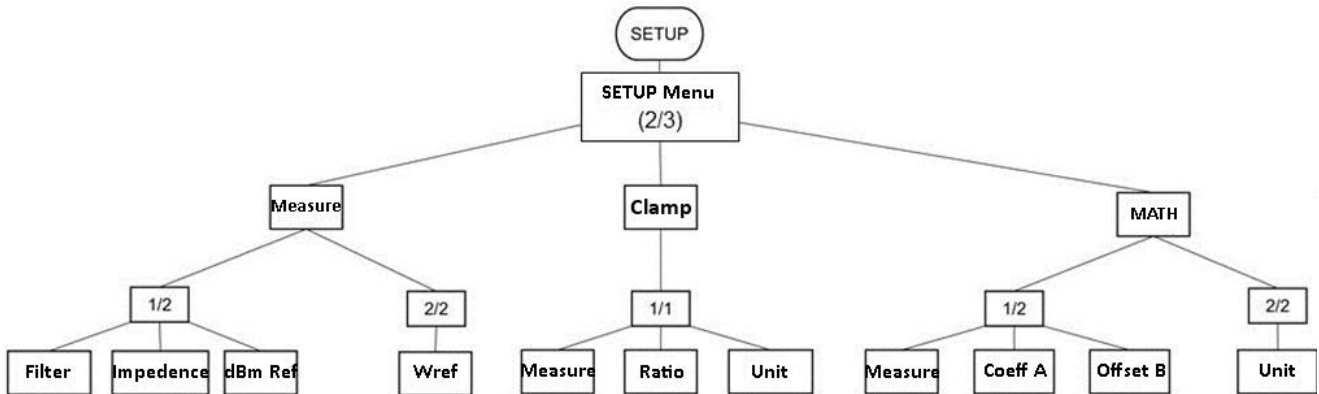 SETUP
SETUP Menu
(2/3)
Measure
Clamp
MATH
1/2
2/2
1/1
1/2
2/2
Filter
Impedence
dBm Ref
Wref
Measure
Ratio
Unit
Measure
Coeff A
Offset B
Unit